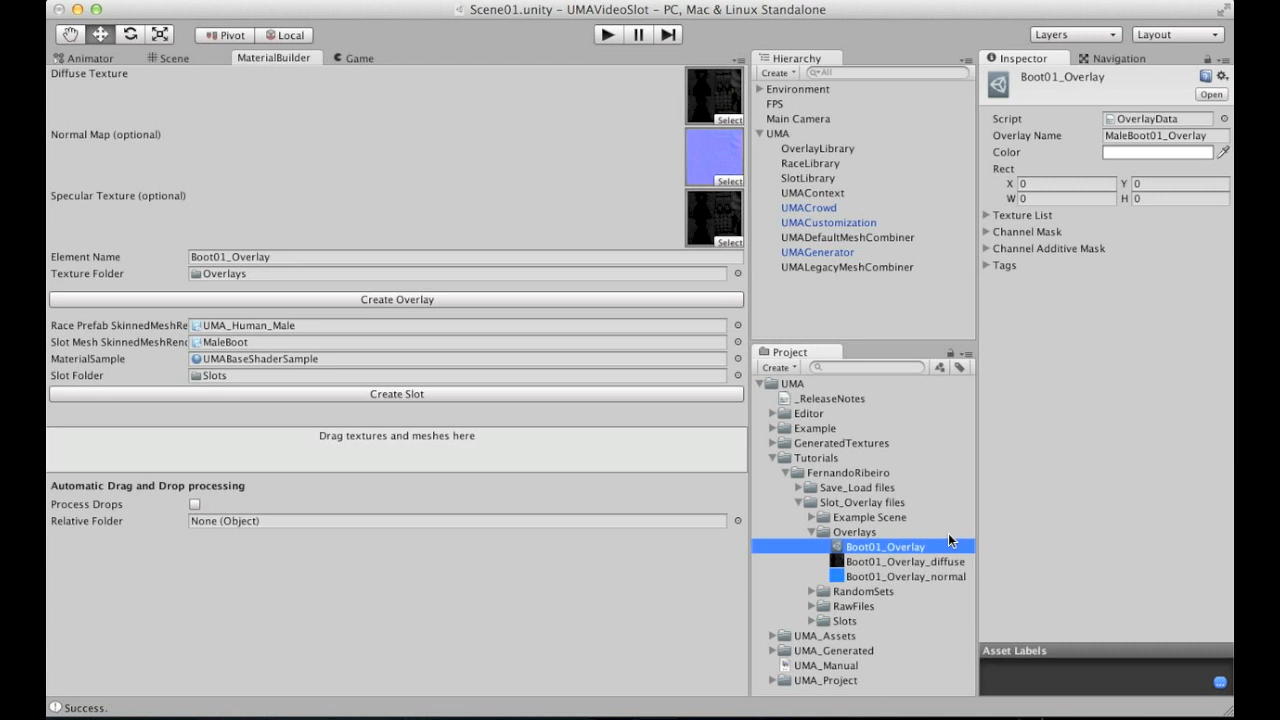 Scene01.unity – UMAVideoSlot – PC, Mac & Linux Standalone
Pivot Local Layers Layout
Animator Scene MaterialBuilder Game
Diffuse Texture
Select
Normal Map (optional)
Select
Specular Texture (optional)
Select
Element Name Boot01_Overlay
Texture Folder Overlays
Create Overlay
Race Prefab SkinnedMeshRe UMA_Human_Male
Slot Mesh SkinnedMeshRend MaleBoot
MaterialSample UMABaseShaderSample
Slot Folder Slots
Create Slot
Drag textures and meshes here
Automatic Drag and Drop processing
Process Drops
Relative Folder None (Object)
Hierarchy
Create All
Environment
FPS
Main Camera
UMA
OverlayLibrary
RaceLibrary
SlotLibrary
UMAContext
UMACrowd
UMACustomization
UMADefaultMeshCombiner
UMAGenerator
UMALegacyMeshCombiner
Project
Create
UMA
_ReleaseNotes
Editor
Example
GeneratedTextures
Tutorials
FernandoRibeiro
Save_Load files
Slot_Overlay files
Example Scene
Overlays
Boot01_Overlay
Boot01_Overlay_diffuse
Boot01_Overlay_normal
RandomSets
RawFiles
Slots
UMA_Assets
UMA_Generated
UMA_Manual
UMA_Project
Inspector Navigation
Boot01_Overlay
Open
Script OverlayData
Overlay Name MaleBoot01_Overlay
Color
Rect
X 0 Y 0
W 0 H 0
Texture List
Channel Mask
Channel Additive Mask
Tags
Asset Labels
Success.